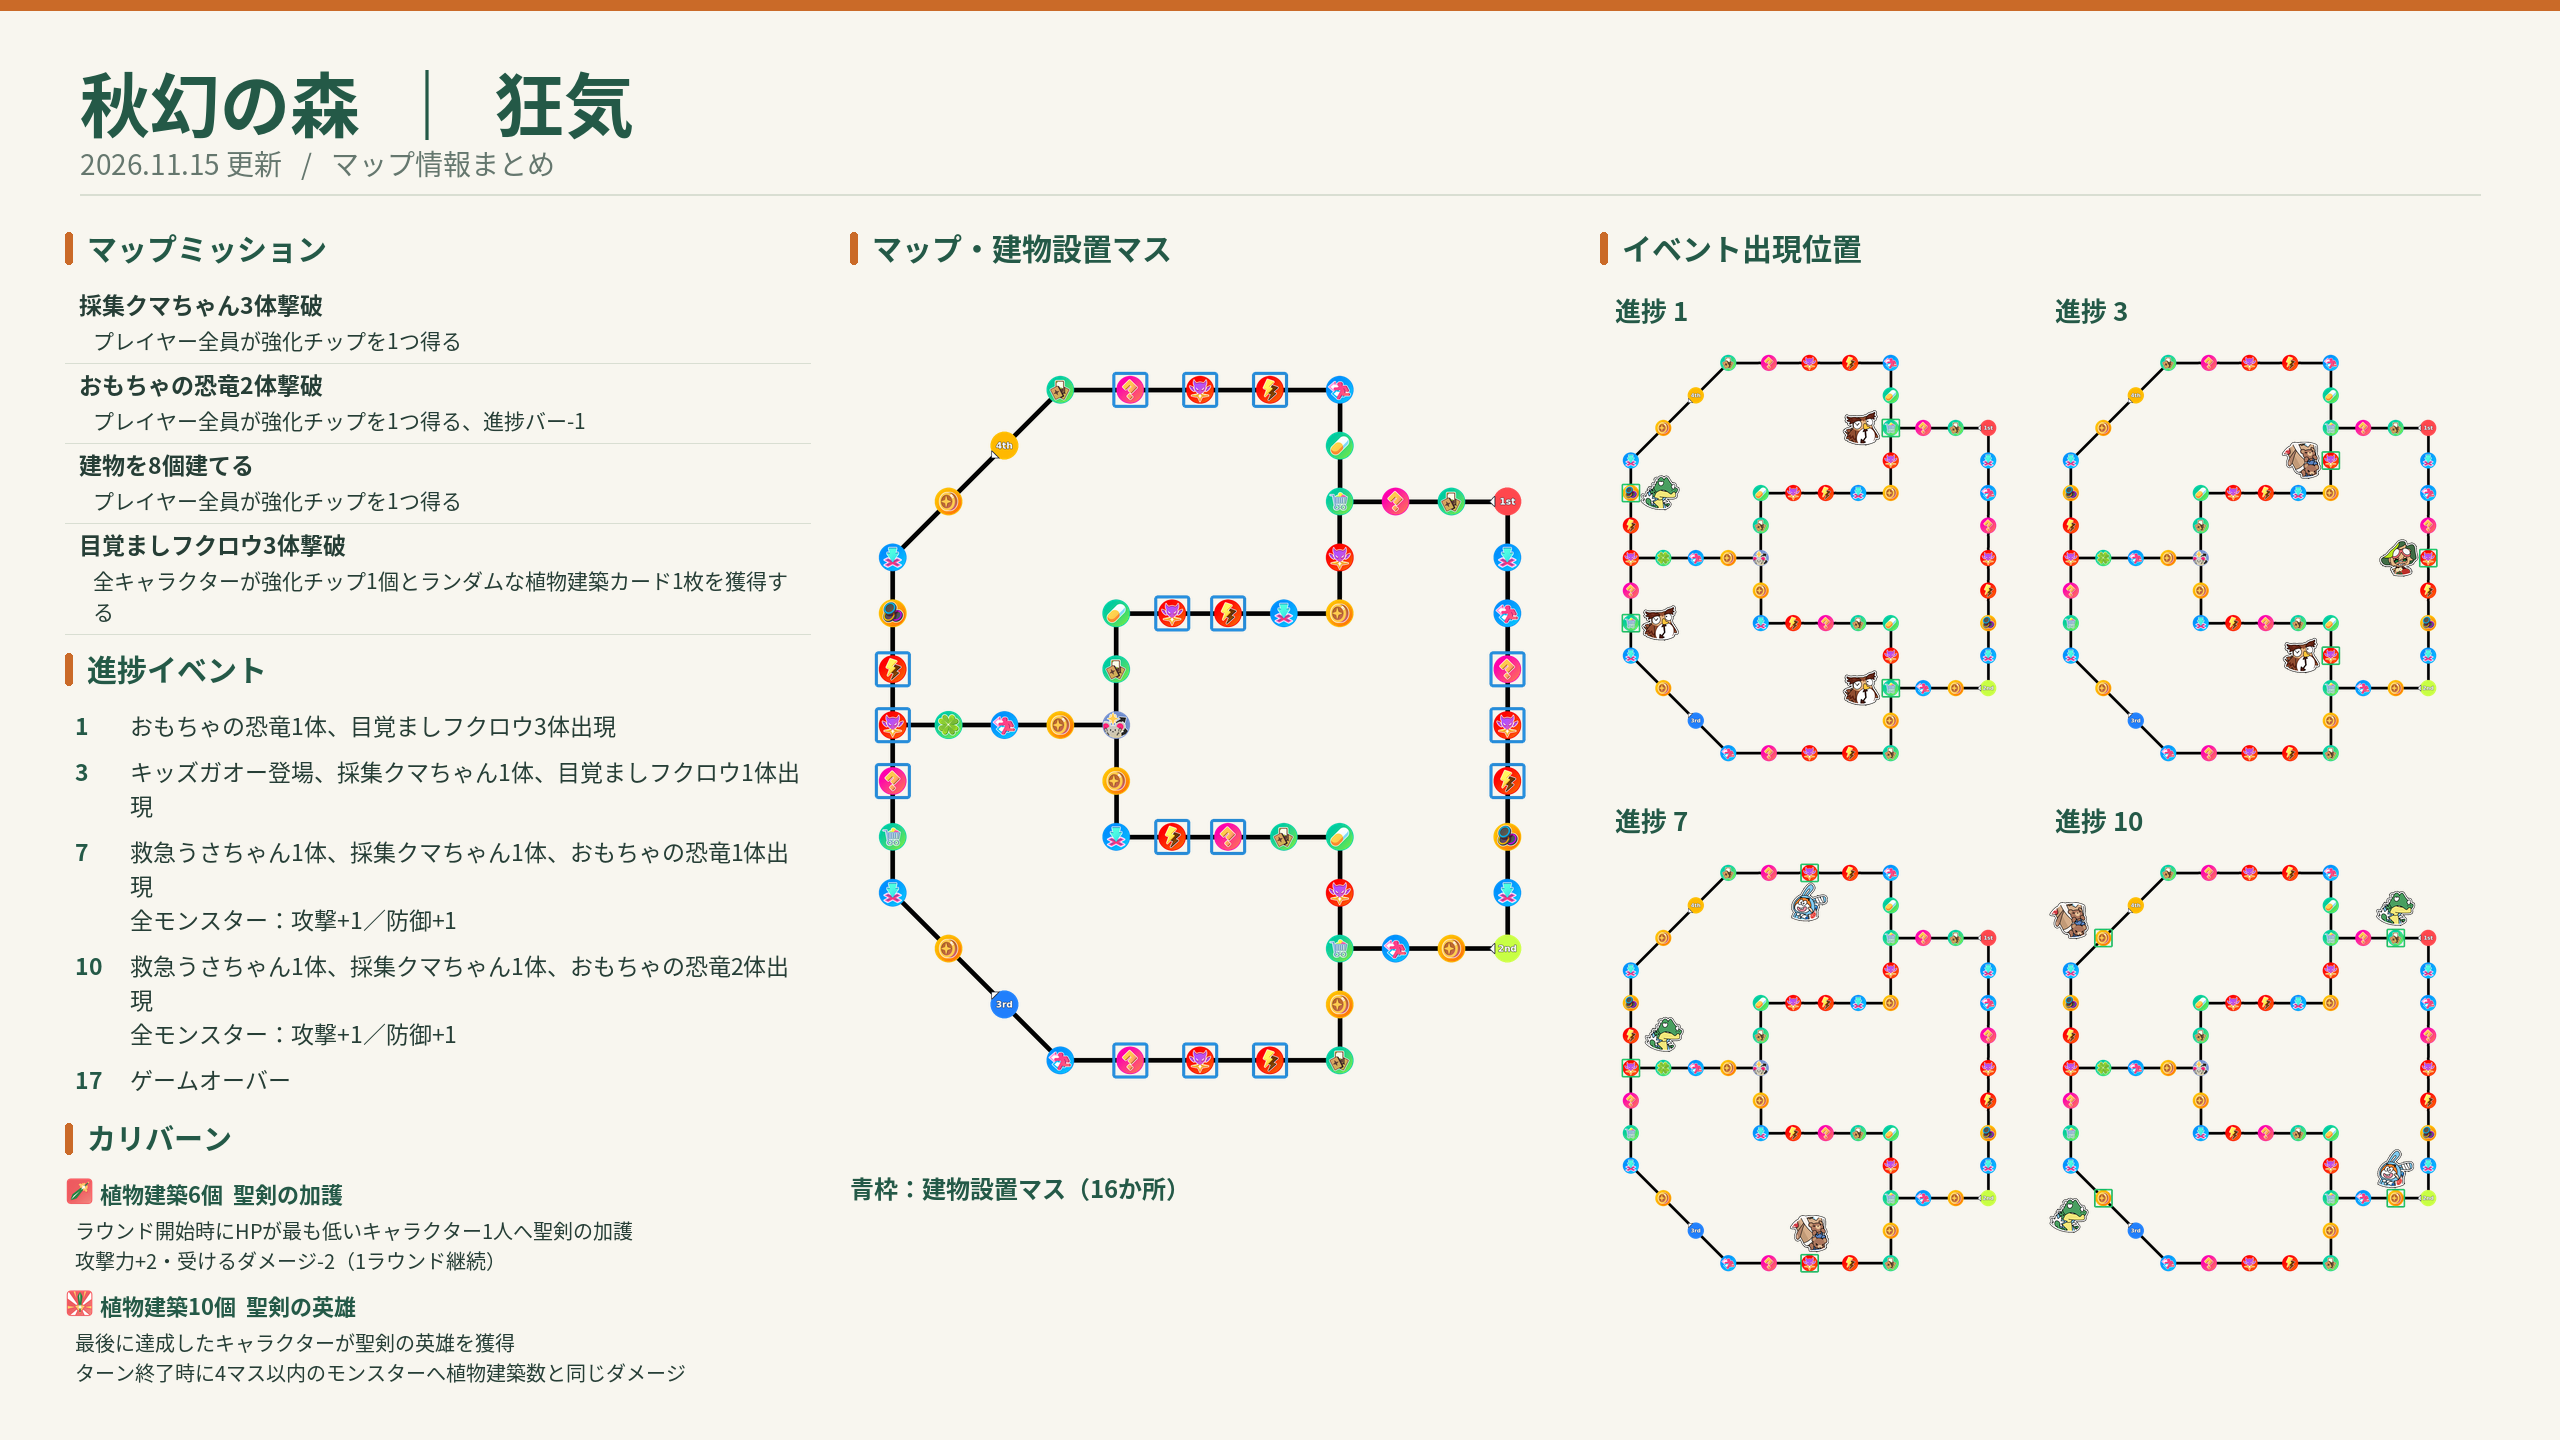 秋幻の森 ｜ 狂気
2026.11.15 更新 / マップ情報まとめ
マップミッション
採集クマちゃん3体撃破
プレイヤー全員が強化チップを1つ得る
おもちゃの恐竜2体撃破
プレイヤー全員が強化チップを1つ得る、進捗バー-1
建物を8個建てる
プレイヤー全員が強化チップを1つ得る
目覚ましフクロウ3体撃破
全キャラクターが強化チップ1個とランダムな植物建築カード1枚を獲得す
る
進捗イベント
1 おもちゃの恐竜1体、目覚ましフクロウ3体出現
3 キッズガオー登場、採集クマちゃん1体、目覚ましフクロウ1体出
現
7 救急うさちゃん1体、採集クマちゃん1体、おもちゃの恐竜1体出
現
全モンスター：攻撃+1／防御+1
10 救急うさちゃん1体、採集クマちゃん1体、おもちゃの恐竜2体出
現
全モンスター：攻撃+1／防御+1
17 ゲームオーバー
カリバーン
植物建築6個 聖剣の加護
ラウンド開始時にHPが最も低いキャラクター1人へ聖剣の加護
攻撃力+2・受けるダメージ-2（1ラウンド継続）
植物建築10個 聖剣の英雄
最後に達成したキャラクターが聖剣の英雄を獲得
ターン終了時に4マス以内のモンスターへ植物建築数と同じダメージ
マップ・建物設置マス
4th
1st
2nd
3rd
青枠：建物設置マス（16か所）
イベント出現位置
進捗 1
進捗 3
進捗 7
進捗 10